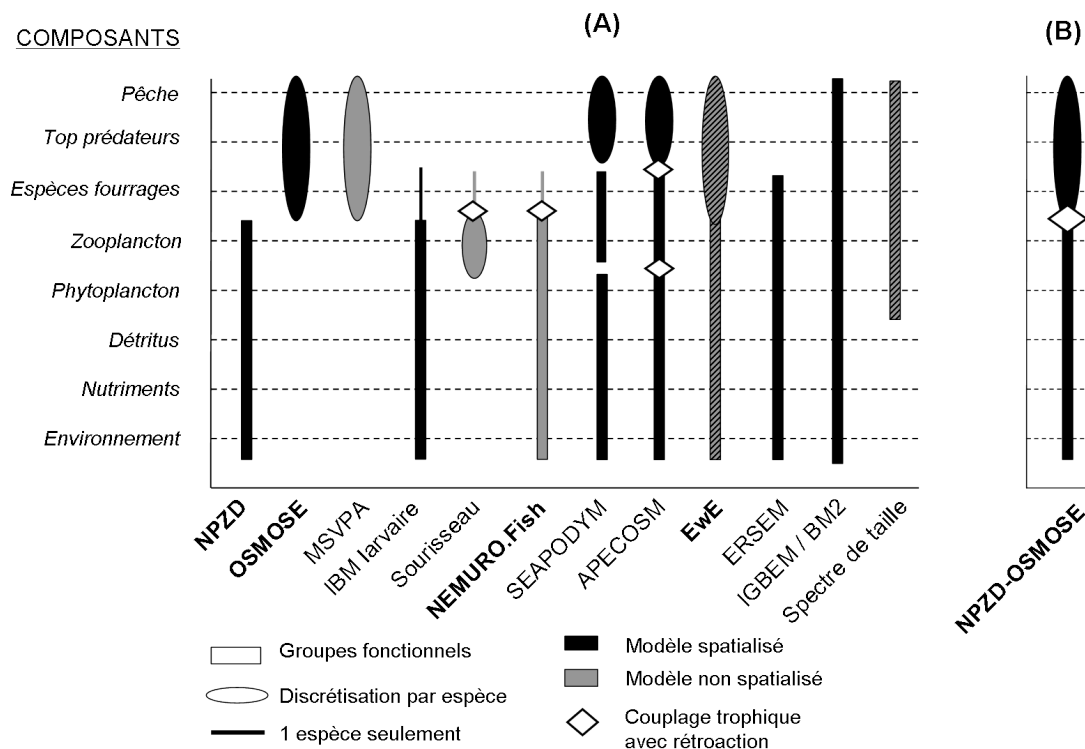 (A)
(B)
COMPOSANTS
Pêche
Top prédateurs
Espèces fourrages
Zooplancton
Phytoplancton
Détritus
Nutriments
Environnement
NPZD
OSMOSE
MSVPA
IBM larvaire
Sourisseau
NEMURO.Fish
SEAPODYM
APECOSM
EwE
ERSEM
IGBEM / BM2
Spectre de taille
NPZD-OSMOSE
Groupes fonctionnels
Discrétisation par espèce
1 espèce seulement
Modèle spatialisé
Modèle non spatialisé
Couplage trophique
avec rétroaction